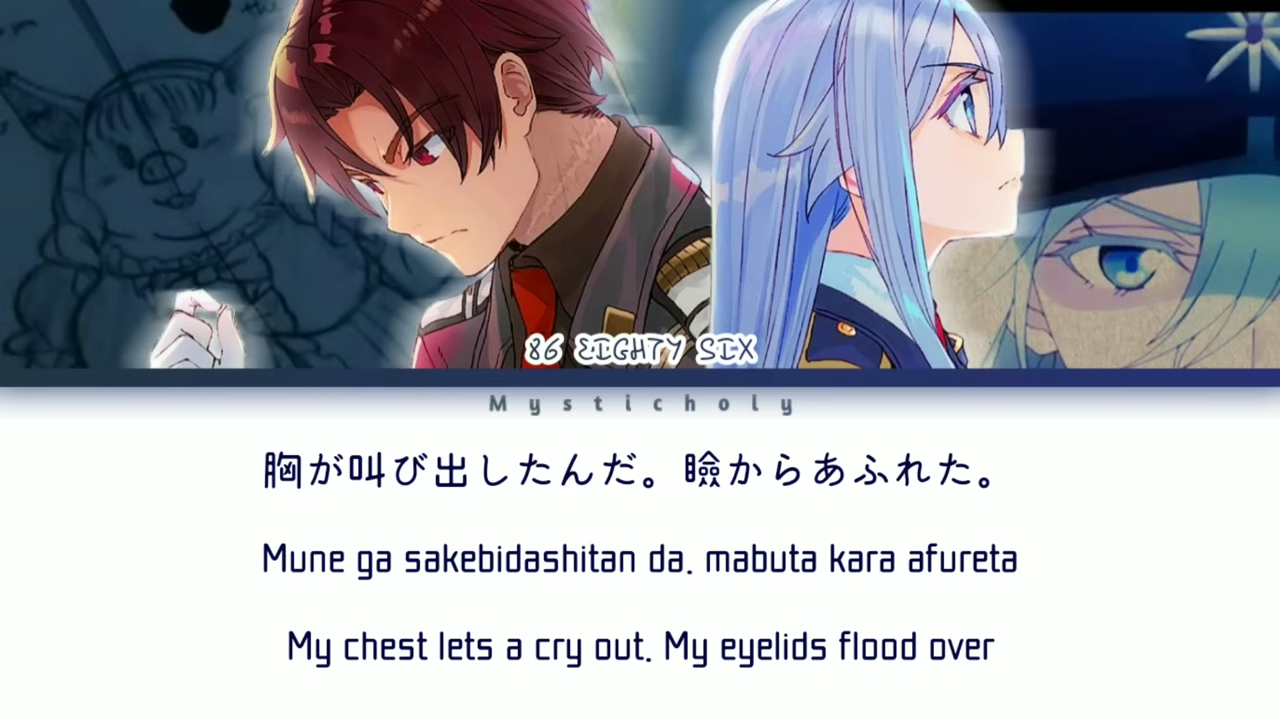 86 EIGHTY SIX
Mysticholy
胸が叫び出したんだ。瞼からあふれた。
Mune ga sakebidashitan da. mabuta kara afureta
My chest lets a cry out. My eyelids flood over